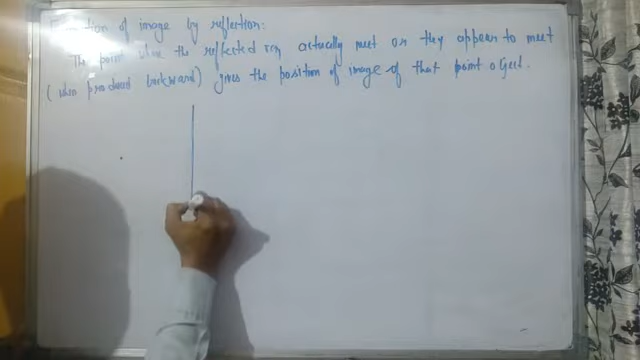 tion of image by reflection:
The point where the reflected ray actually meet or they appear to meet
(when produced backward) gives the position of image of that point object.